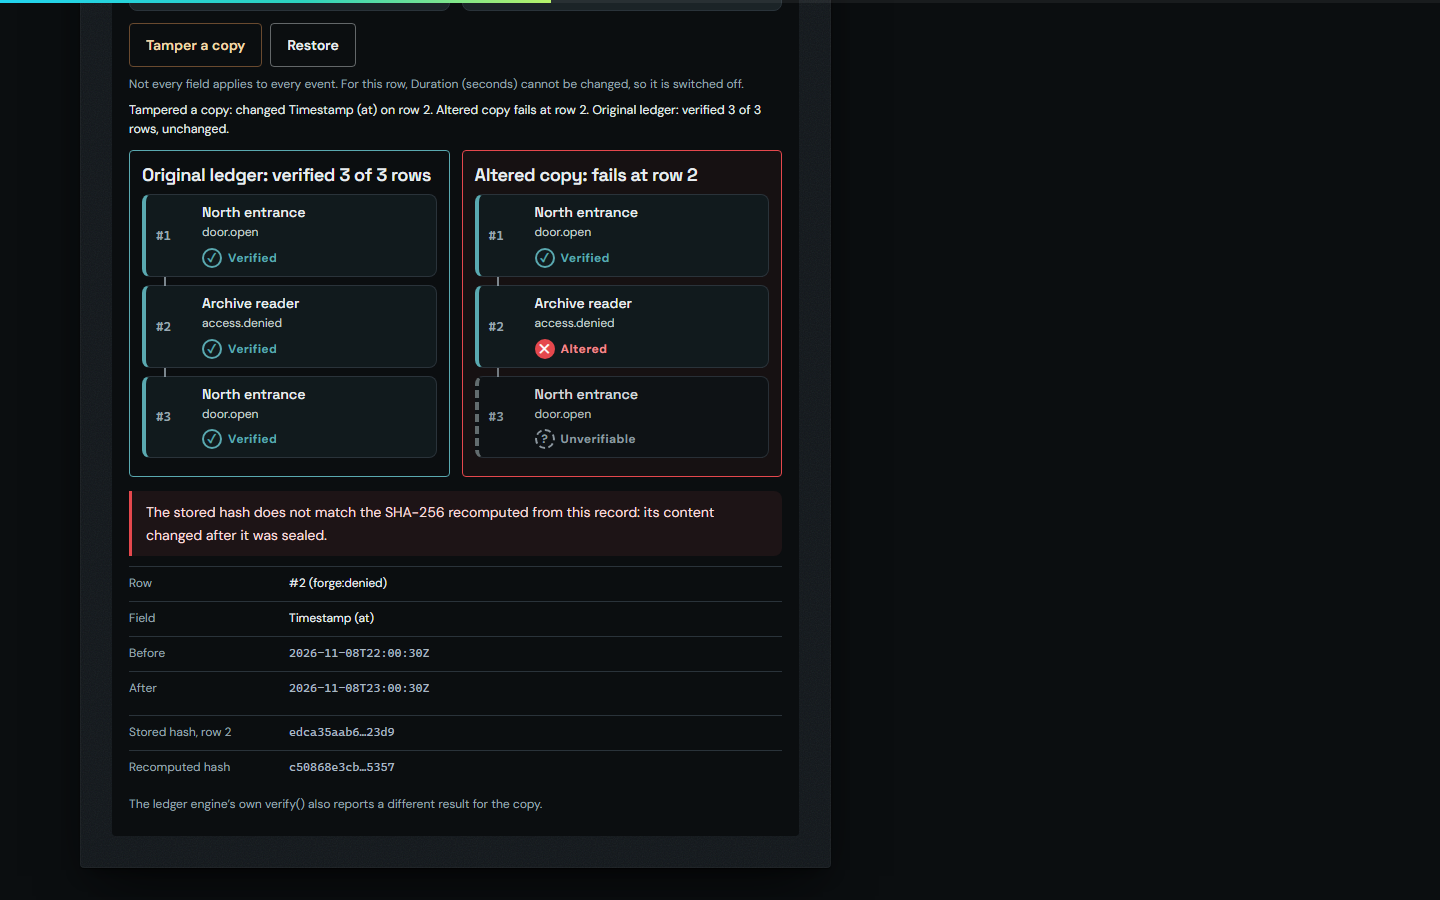 Tamper a copy
Restore
Not every field applies to every event. For this row, Duration (seconds) cannot be changed, so it is switched off.
Tampered a copy: changed Timestamp (at) on row 2. Altered copy fails at row 2. Original ledger: verified 3 of 3
rows, unchanged.
Original ledger: verified 3 of 3 rows
#1
North entrance
door.open
Verified
#2
Archive reader
access.denied
Verified
#3
North entrance
door.open
Verified
Altered copy: fails at row 2
#1
North entrance
door.open
Verified
#2
Archive reader
access.denied
Altered
#3
North entrance
door.open
Unverifiable
The stored hash does not match the SHA-256 recomputed from this record: its content
changed after it was sealed.
Row #2 (forge:denied)
Field Timestamp (at)
Before 2026-11-08T22:00:30Z
After 2026-11-08T23:00:30Z
Stored hash, row 2 edca35aab6…23d9
Recomputed hash c50868e3cb…5357
The ledger engine's own verify() also reports a different result for the copy.